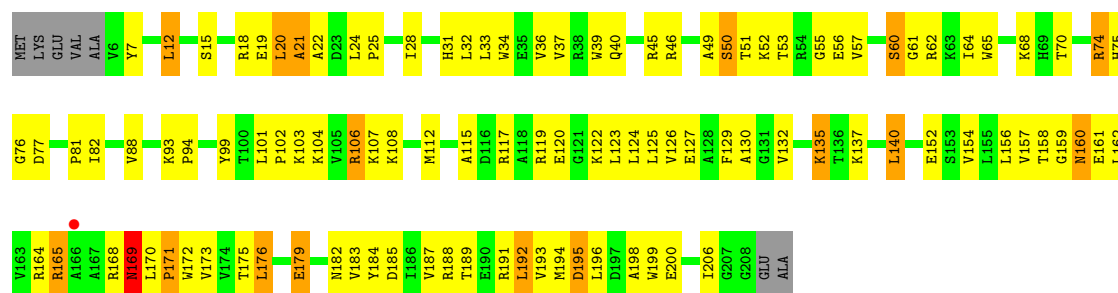 MET LYS GLU VAL ALA V6 Y7 L12 S15 R18 E19 L20 A21 A22 D23 L24 P25 I28 H31 L32 L33 W34 E35 V36 V37 R38 W39 Q40 R45 R46 A49 S50 T51 K52 T53 R54 G55 E56 V57 S60 G61 R62 K63 I64 W65 K68 H69 T70 R74 H75
G76 D77 P81 I82 V88 K93 P94 Y99 T100 L101 P102 K103 K104 V105 R106 K107 K108 M112 A115 D116 R117 A118 R119 E120 G121 K122 L123 L124 L125 V126 E127 A128 F129 A130 G131 V132 K135 T136 K137 L140 E152 S153 V154 L155 L156 V157 T158 G159 N160 E161 L162
V163 R164 R165 A166 A167 R168 N169 L170 P171 W172 V173 V174 T175 L176 E179 N182 V183 Y184 D185 I186 V187 R188 T189 E190 R191 L192 V193 M194 D195 L196 D197 A198 W199 E200 I206 G207 G208 GLU ALA